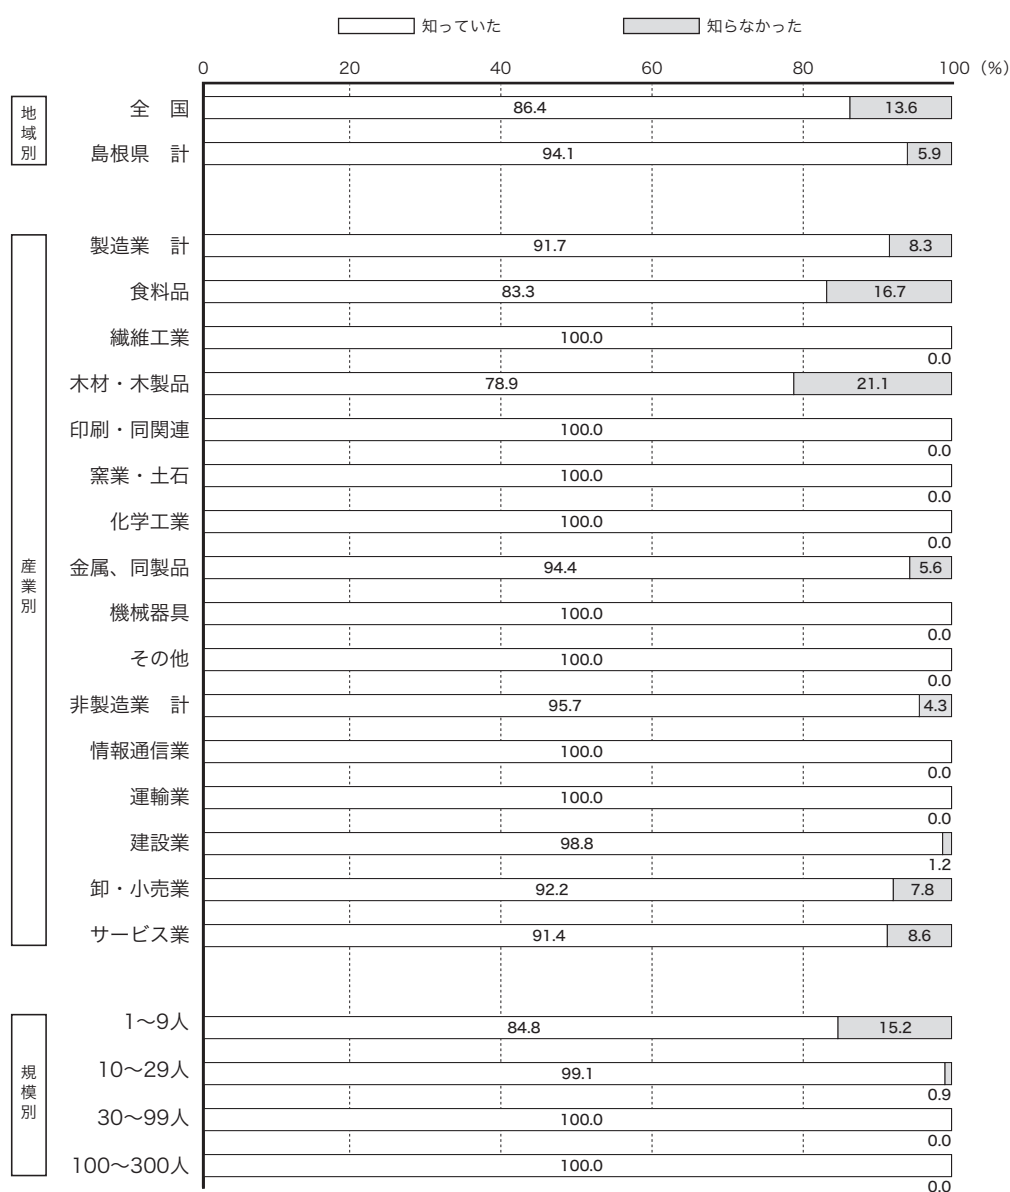 知っていた　知らなかった
0　20　40　60　80　100（%）
地域別
全　国　86.4　13.6
島根県　計　94.1　5.9
産業別
製造業　計　91.7　8.3
食料品　83.3　16.7
繊維工業　100.0　0.0
木材・木製品　78.9　21.1
印刷・同関連　100.0　0.0
窯業・土石　100.0　0.0
化学工業　100.0　0.0
金属、同製品　94.4　5.6
機械器具　100.0　0.0
その他　100.0　0.0
非製造業　計　95.7　4.3
情報通信業　100.0　0.0
運輸業　100.0　0.0
建設業　98.8　1.2
卸・小売業　92.2　7.8
サービス業　91.4　8.6
規模別
1〜9人　84.8　15.2
10〜29人　99.1　0.9
30〜99人　100.0　0.0
100〜300人　100.0　0.0